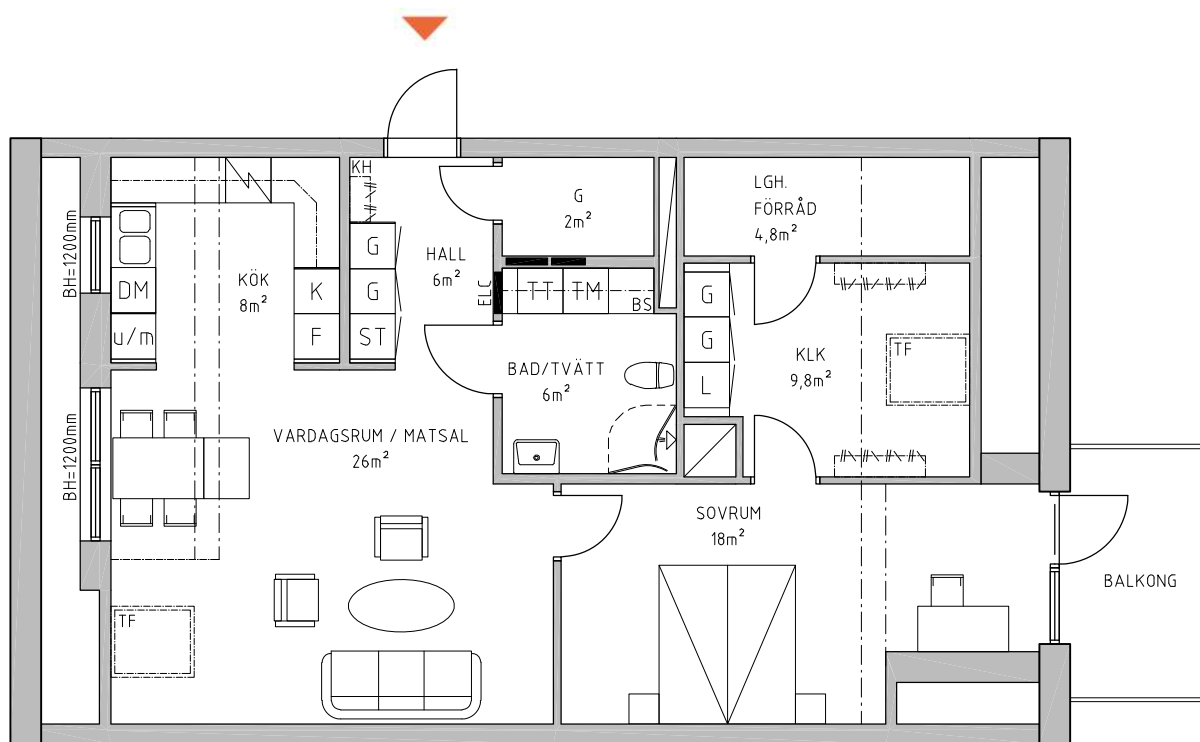 KH
G
2m²
LGH.
FÖRRÅD
4,8m²
BH=1200mm
KÖK
8m²
DM
u/m
K
F
G
G
ST
HALL
6m²
ELC
TT
TM
BS
BAD/TVÄTT
6m²
G
G
L
KLK
9,8m²
TF
BH=1200mm
VARDAGSRUM / MATSAL
26m²
SOVRUM
18m²
BALKONG
TF